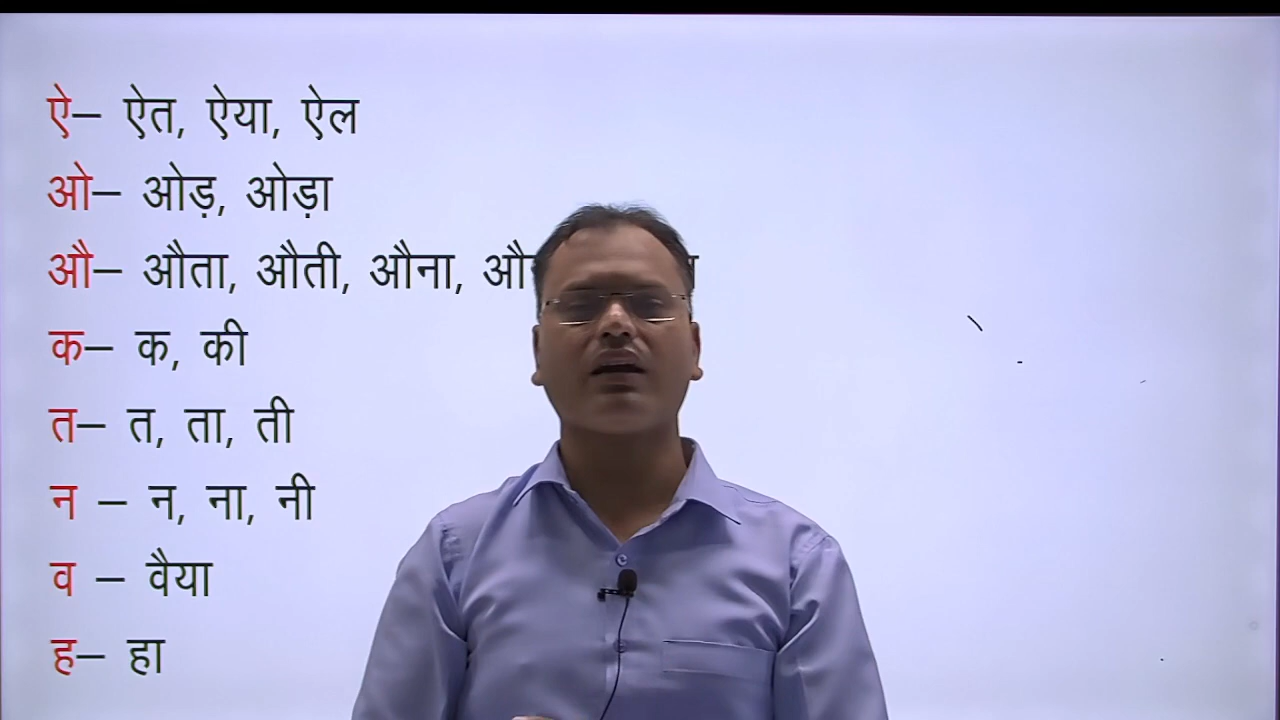 ऐ– ऐत, ऐया, ऐल
ओ– ओड़, ओड़ा
औ– औता, औती, औना,
क– क, की
त– त, ता, ती
न – न, ना, नी
व – वैया
ह– हा